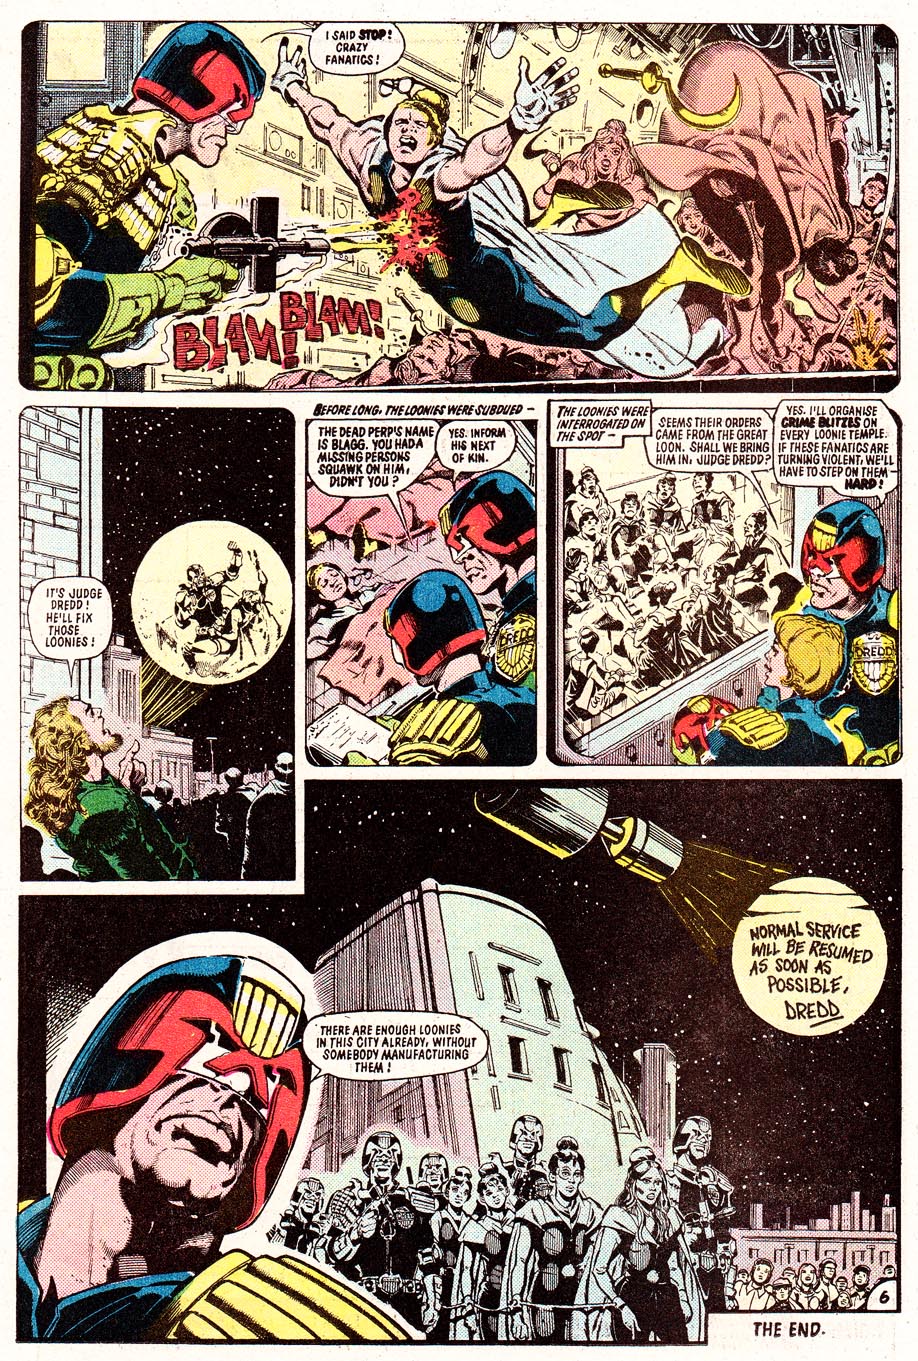 I SAID STOP!
CRAZY
FANATICS!
BLAM!
BLAM!
IT'S JUDGE
DREDD!
HE'LL FIX
THOSE
LOONIES!
BEFORE LONG, THE LOONIES WERE SUBDUED —
THE DEAD PERP'S NAME
IS BLAGG. YOU HAD A
MISSING PERSONS
SQUAWK ON HIM,
DIDN'T YOU?
YES. INFORM
HIS NEXT
OF KIN.
DREDD
THE LOONIES WERE
INTERROGATED ON
THE SPOT —
SEEMS THEIR ORDERS
CAME FROM THE GREAT
LOON. SHALL WE BRING
HIM IN, JUDGE DREDD?
YES. I'LL ORGANISE
CRIME BLITZES ON
EVERY LOONIE TEMPLE.
IF THESE FANATICS ARE
TURNING VIOLENT, WE'LL
HAVE TO STEP ON THEM —
HARD!
DREDD
NORMAL SERVICE
WILL BE RESUMED
AS SOON AS
POSSIBLE,
DREDD
THERE ARE ENOUGH LOONIES
IN THIS CITY ALREADY, WITHOUT
SOMEBODY MANUFACTURING
THEM!
6
THE END.